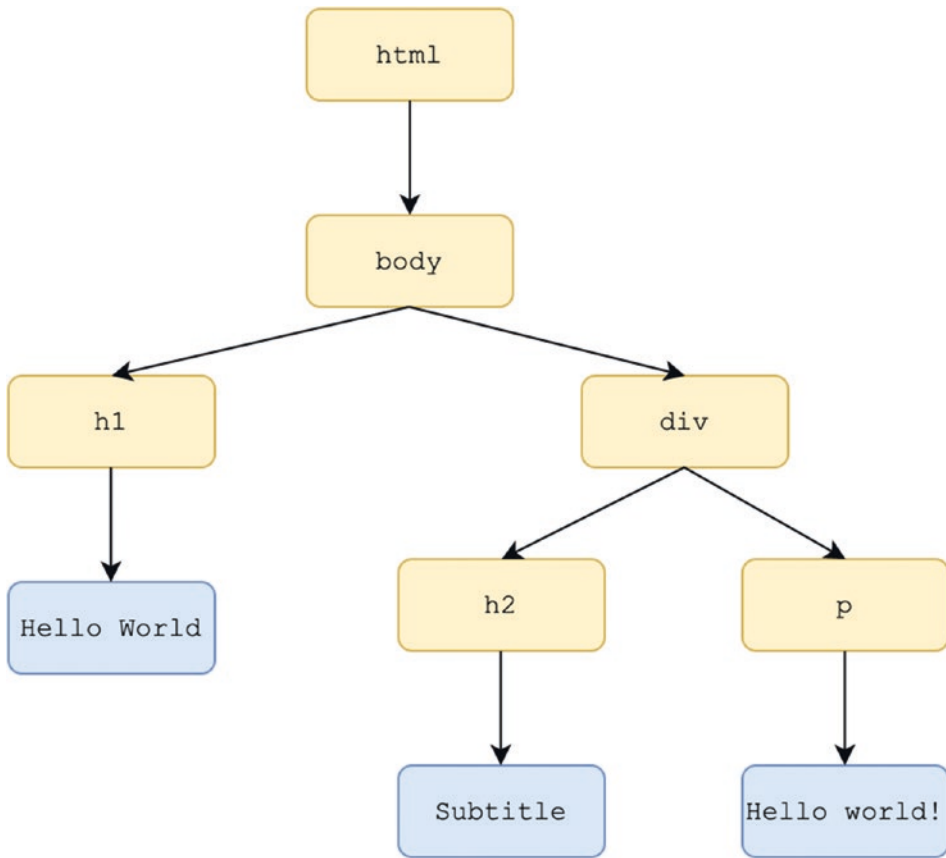 html
body
h1
div
h2
p
Hello World
Subtitle
Hello world!